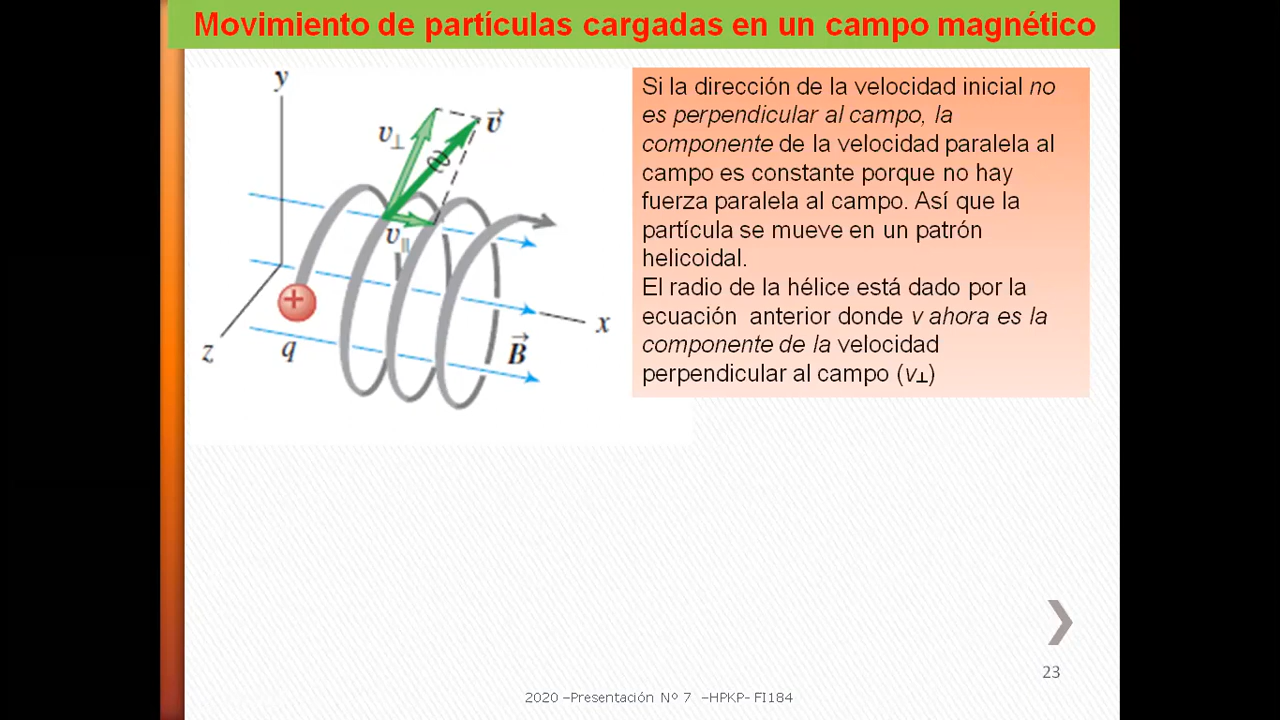 Movimiento de partículas cargadas en un campo magnético
y
v⊥
v⃗
v||
z
q
B⃗
x
+
Si la dirección de la velocidad inicial no
es perpendicular al campo, la
componente de la velocidad paralela al
campo es constante porque no hay
fuerza paralela al campo. Así que la
partícula se mueve en un patrón
helicoidal.
El radio de la hélice está dado por la
ecuación anterior donde v ahora es la
componente de la velocidad
perpendicular al campo (v⊥)
23
2020 –Presentación Nº 7 –HPKP- FI184